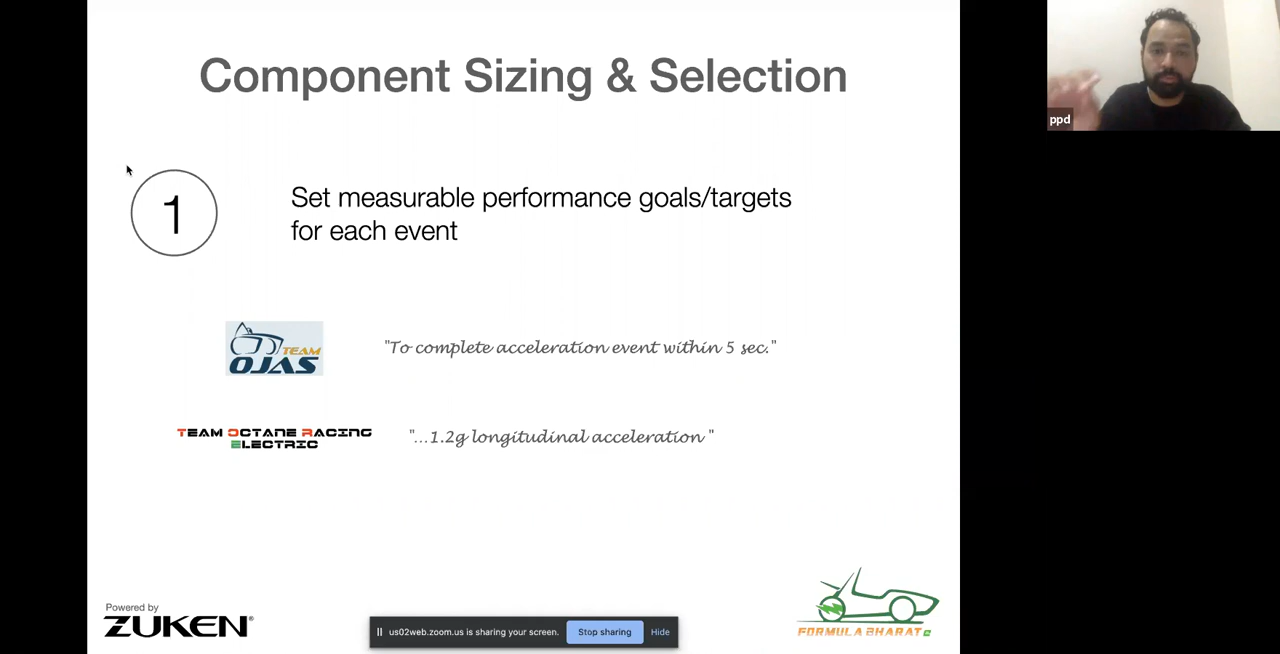 Component Sizing & Selection
ppd
1
Set measurable performance goals/targets
for each event
TEAM
OJAS
"To complete acceleration event within 5 sec."
TEAM OCTANE RACING
ELECTRIC
"...1.2g longitudinal acceleration "
Powered by
ZUKEN®
us02web.zoom.us is sharing your screen.
Stop sharing
Hide
FORMULA BHARAT